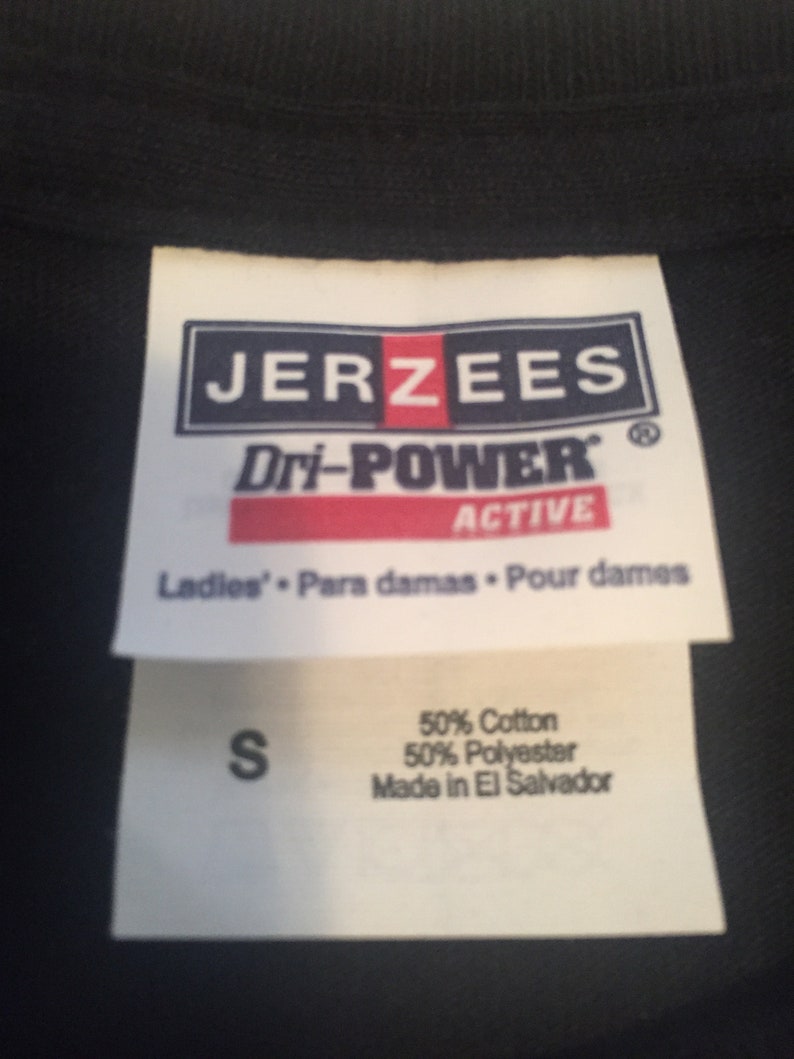 JERZEES
®
Dri-POWER®
ACTIVE
Ladies' • Para damas • Pour dames
S
50% Cotton
50% Polyester
Made in El Salvador